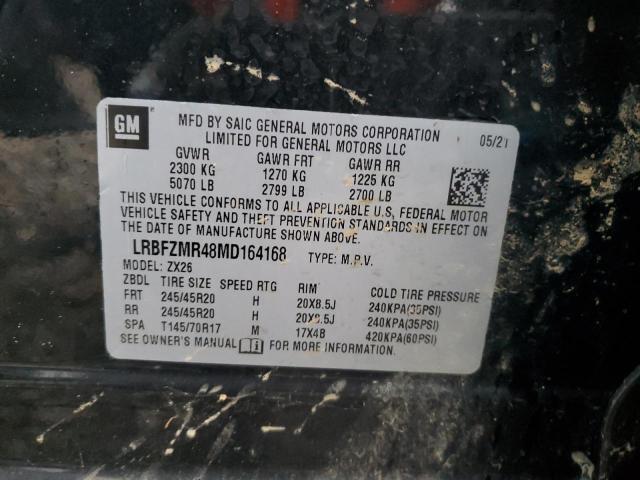 GM
MFD BY SAIC GENERAL MOTORS CORPORATION 05/21
LIMITED FOR GENERAL MOTORS LLC
GVWR GAWR FRT GAWR RR
2300 KG 1270 KG 1225 KG
5070 LB 2799 LB 2700 LB
THIS VEHICLE CONFORMS TO ALL APPLICABLE U.S. FEDERAL MOTOR
VEHICLE SAFETY AND THEFT PREVENTION STANDARDS IN EFFECT ON
THE DATE OF MANUFACTURE SHOWN ABOVE.
LRBFZMR48MD164168 TYPE: M.P.V.
MODEL: ZX26
ZBDL TIRE SIZE SPEED RTG RIM COLD TIRE PRESSURE
FRT 245/45R20 H 20X8.5J 240KPA(35PSI)
RR 245/45R20 H 20X8.5J 240KPA(35PSI)
SPA T145/70R17 M 17X4B 420KPA(60PSI)
SEE OWNER'S MANUAL FOR MORE INFORMATION.